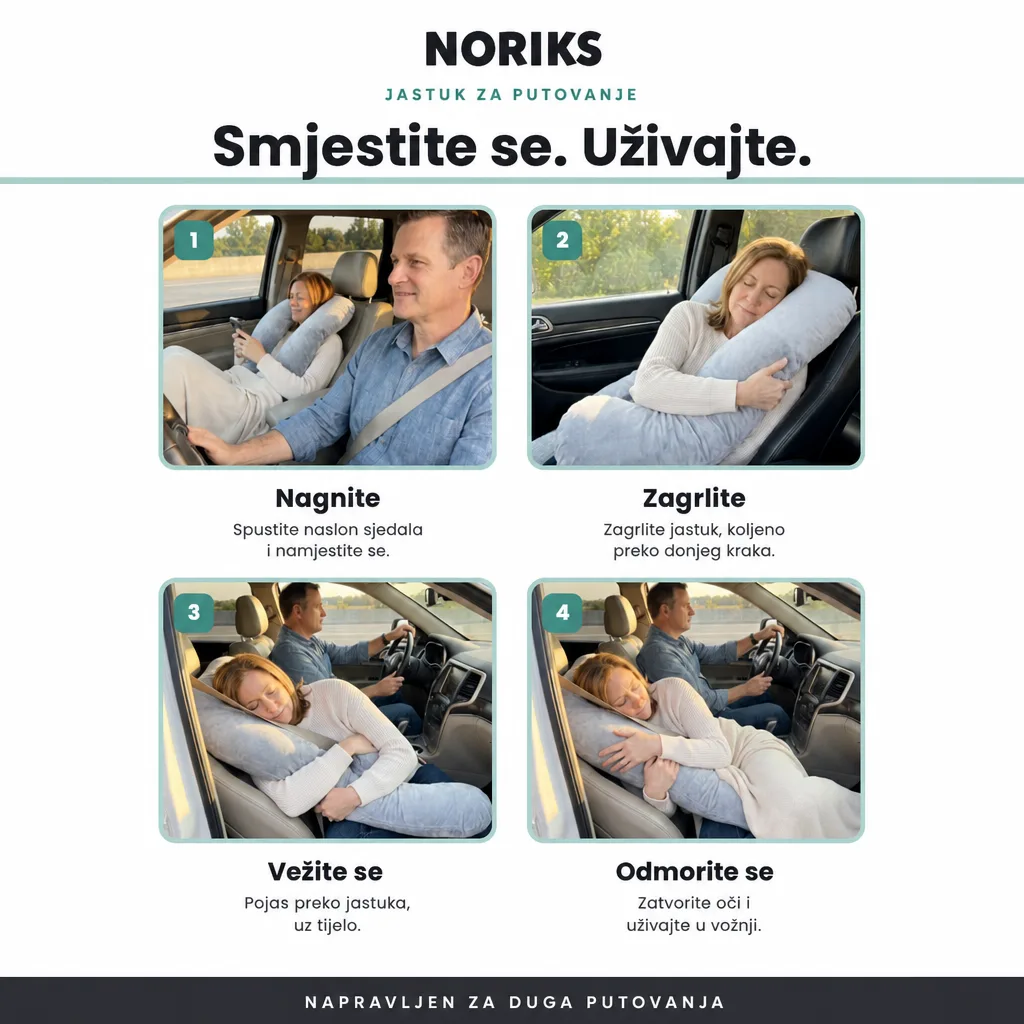 NORIKS
JASTUK ZA PUTOVANJE
Smjestite se. Uživajte.
1
2
Nagnite
Spustite naslon sjedala
i namjestite se.
Zagrlite
Zagrlite jastuk, koljeno
preko donjeg kraka.
3
4
Vežite se
Pojas preko jastuka,
uz tijelo.
Odmorite se
Zatvorite oči i
uživajte u vožnji.
NAPRAVLJEN ZA DUGA PUTOVANJA